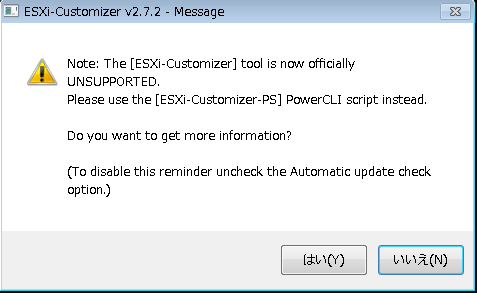 ESXi-Customizer v2.7.2 - Message
Note: The [ESXi-Customizer] tool is now officially
UNSUPPORTED.
Please use the [ESXi-Customizer-PS] PowerCLI script instead.
Do you want to get more information?
(To disable this reminder uncheck the Automatic update check
option.)
はい(Y)
いいえ(N)